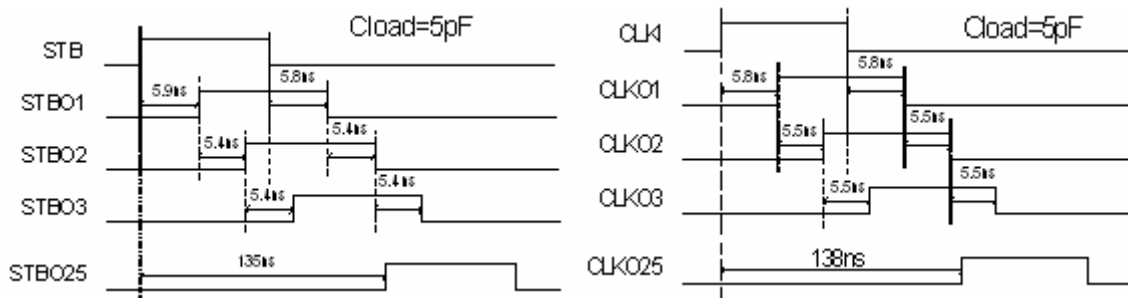 Cload=5pF
STB
5.8ns
5.9ns
STBO1
5.4ns
5.4ns
STBO2
5.4ns
5.4ns
STBO3
135ns
STBO25
Cload=5pF
CLKI
5.8ns
5.8ns
CLKO1
5.5ns
5.5ns
CLKO2
5.5ns
5.5ns
CLKO3
138ns
CLKO25